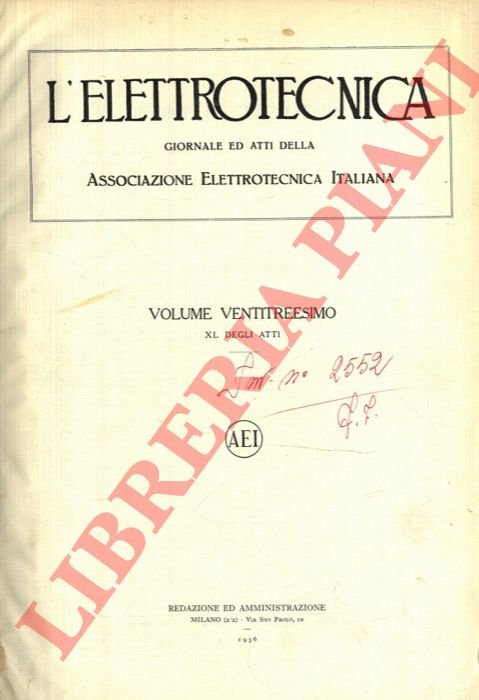 L'ELETTROTECNICA
GIORNALE ED ATTI DELLA
ASSOCIAZIONE ELETTROTECNICA ITALIANA
VOLUME VENTITREESIMO
XL DEGLI ATTI
nº 2552
AEI
REDAZIONE ED AMMINISTRAZIONE
MILANO (2/2) - VIA SAN PAOLO, 10
1936
LIBRERIA PIANI